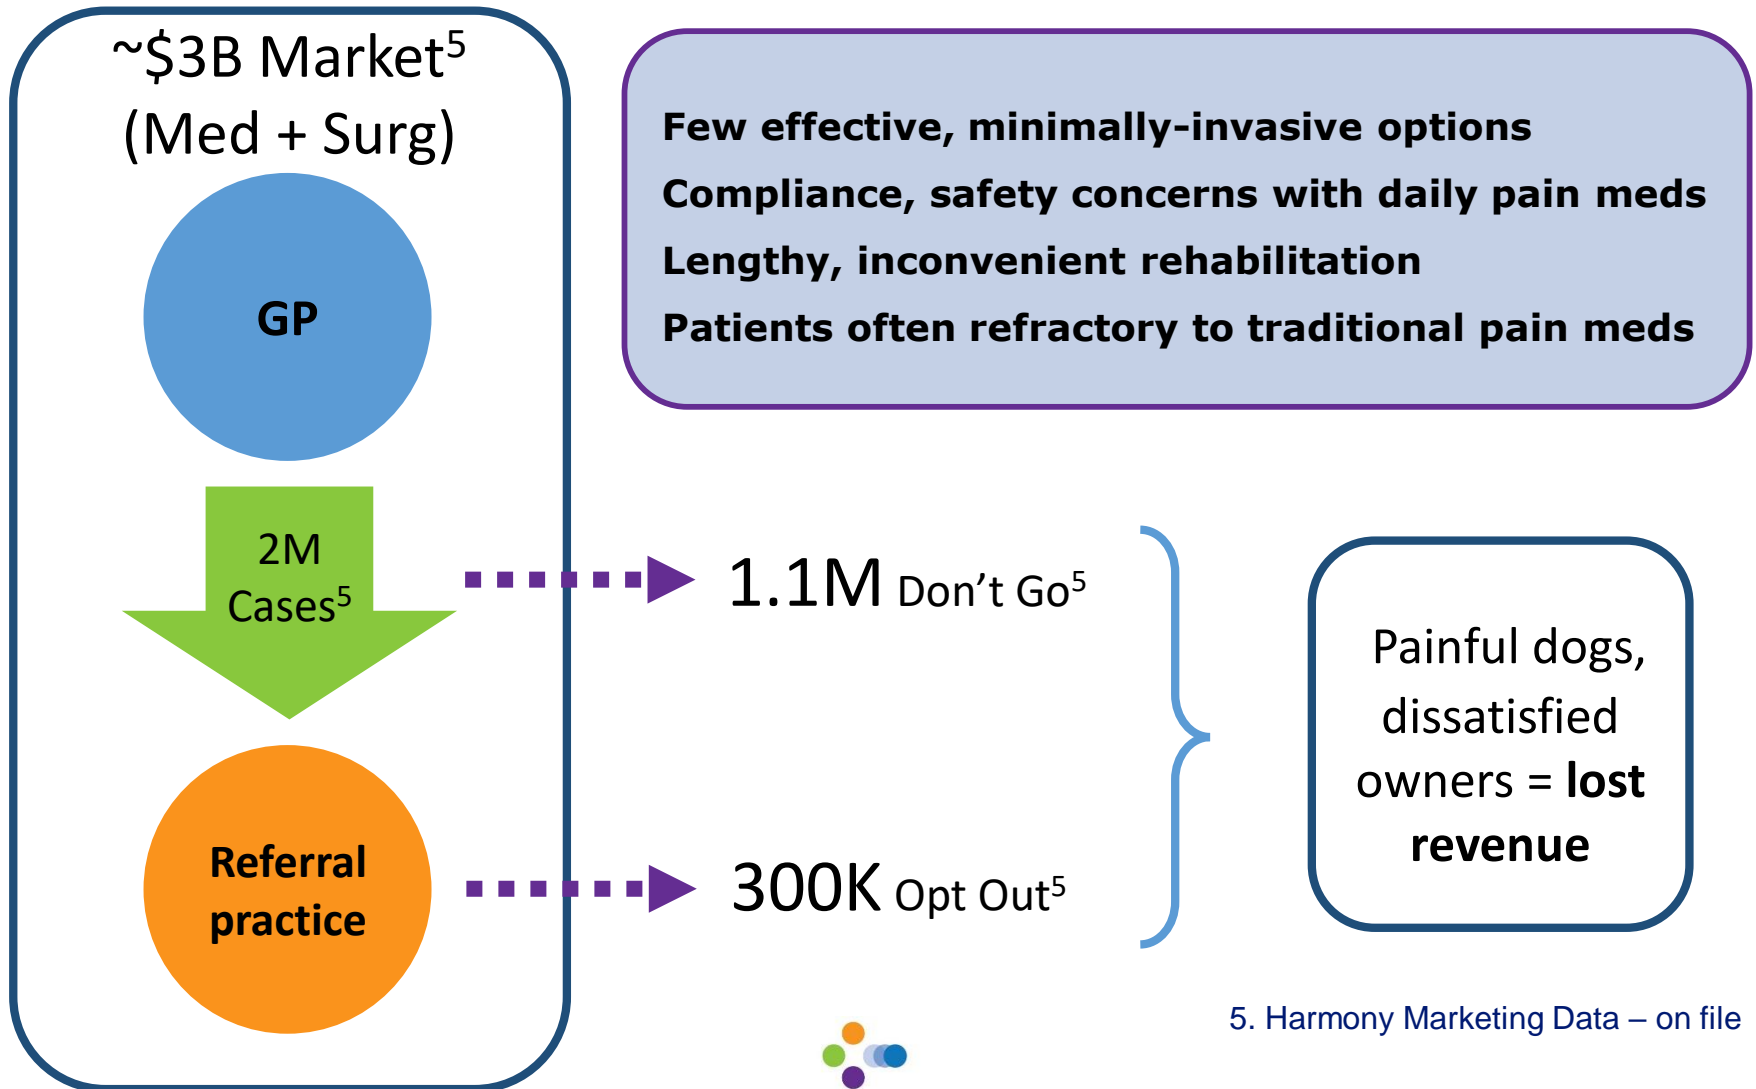 ~$3B Market5
(Med + Surg)
GP
2M
Cases5
Referral
practice
Few effective, minimally-invasive options
Compliance, safety concerns with daily pain meds
Lengthy, inconvenient rehabilitation
Patients often refractory to traditional pain meds
1.1M Don’t Go5
300K Opt Out5
Painful dogs,
dissatisfied
owners = lost
revenue
5. Harmony Marketing Data – on file